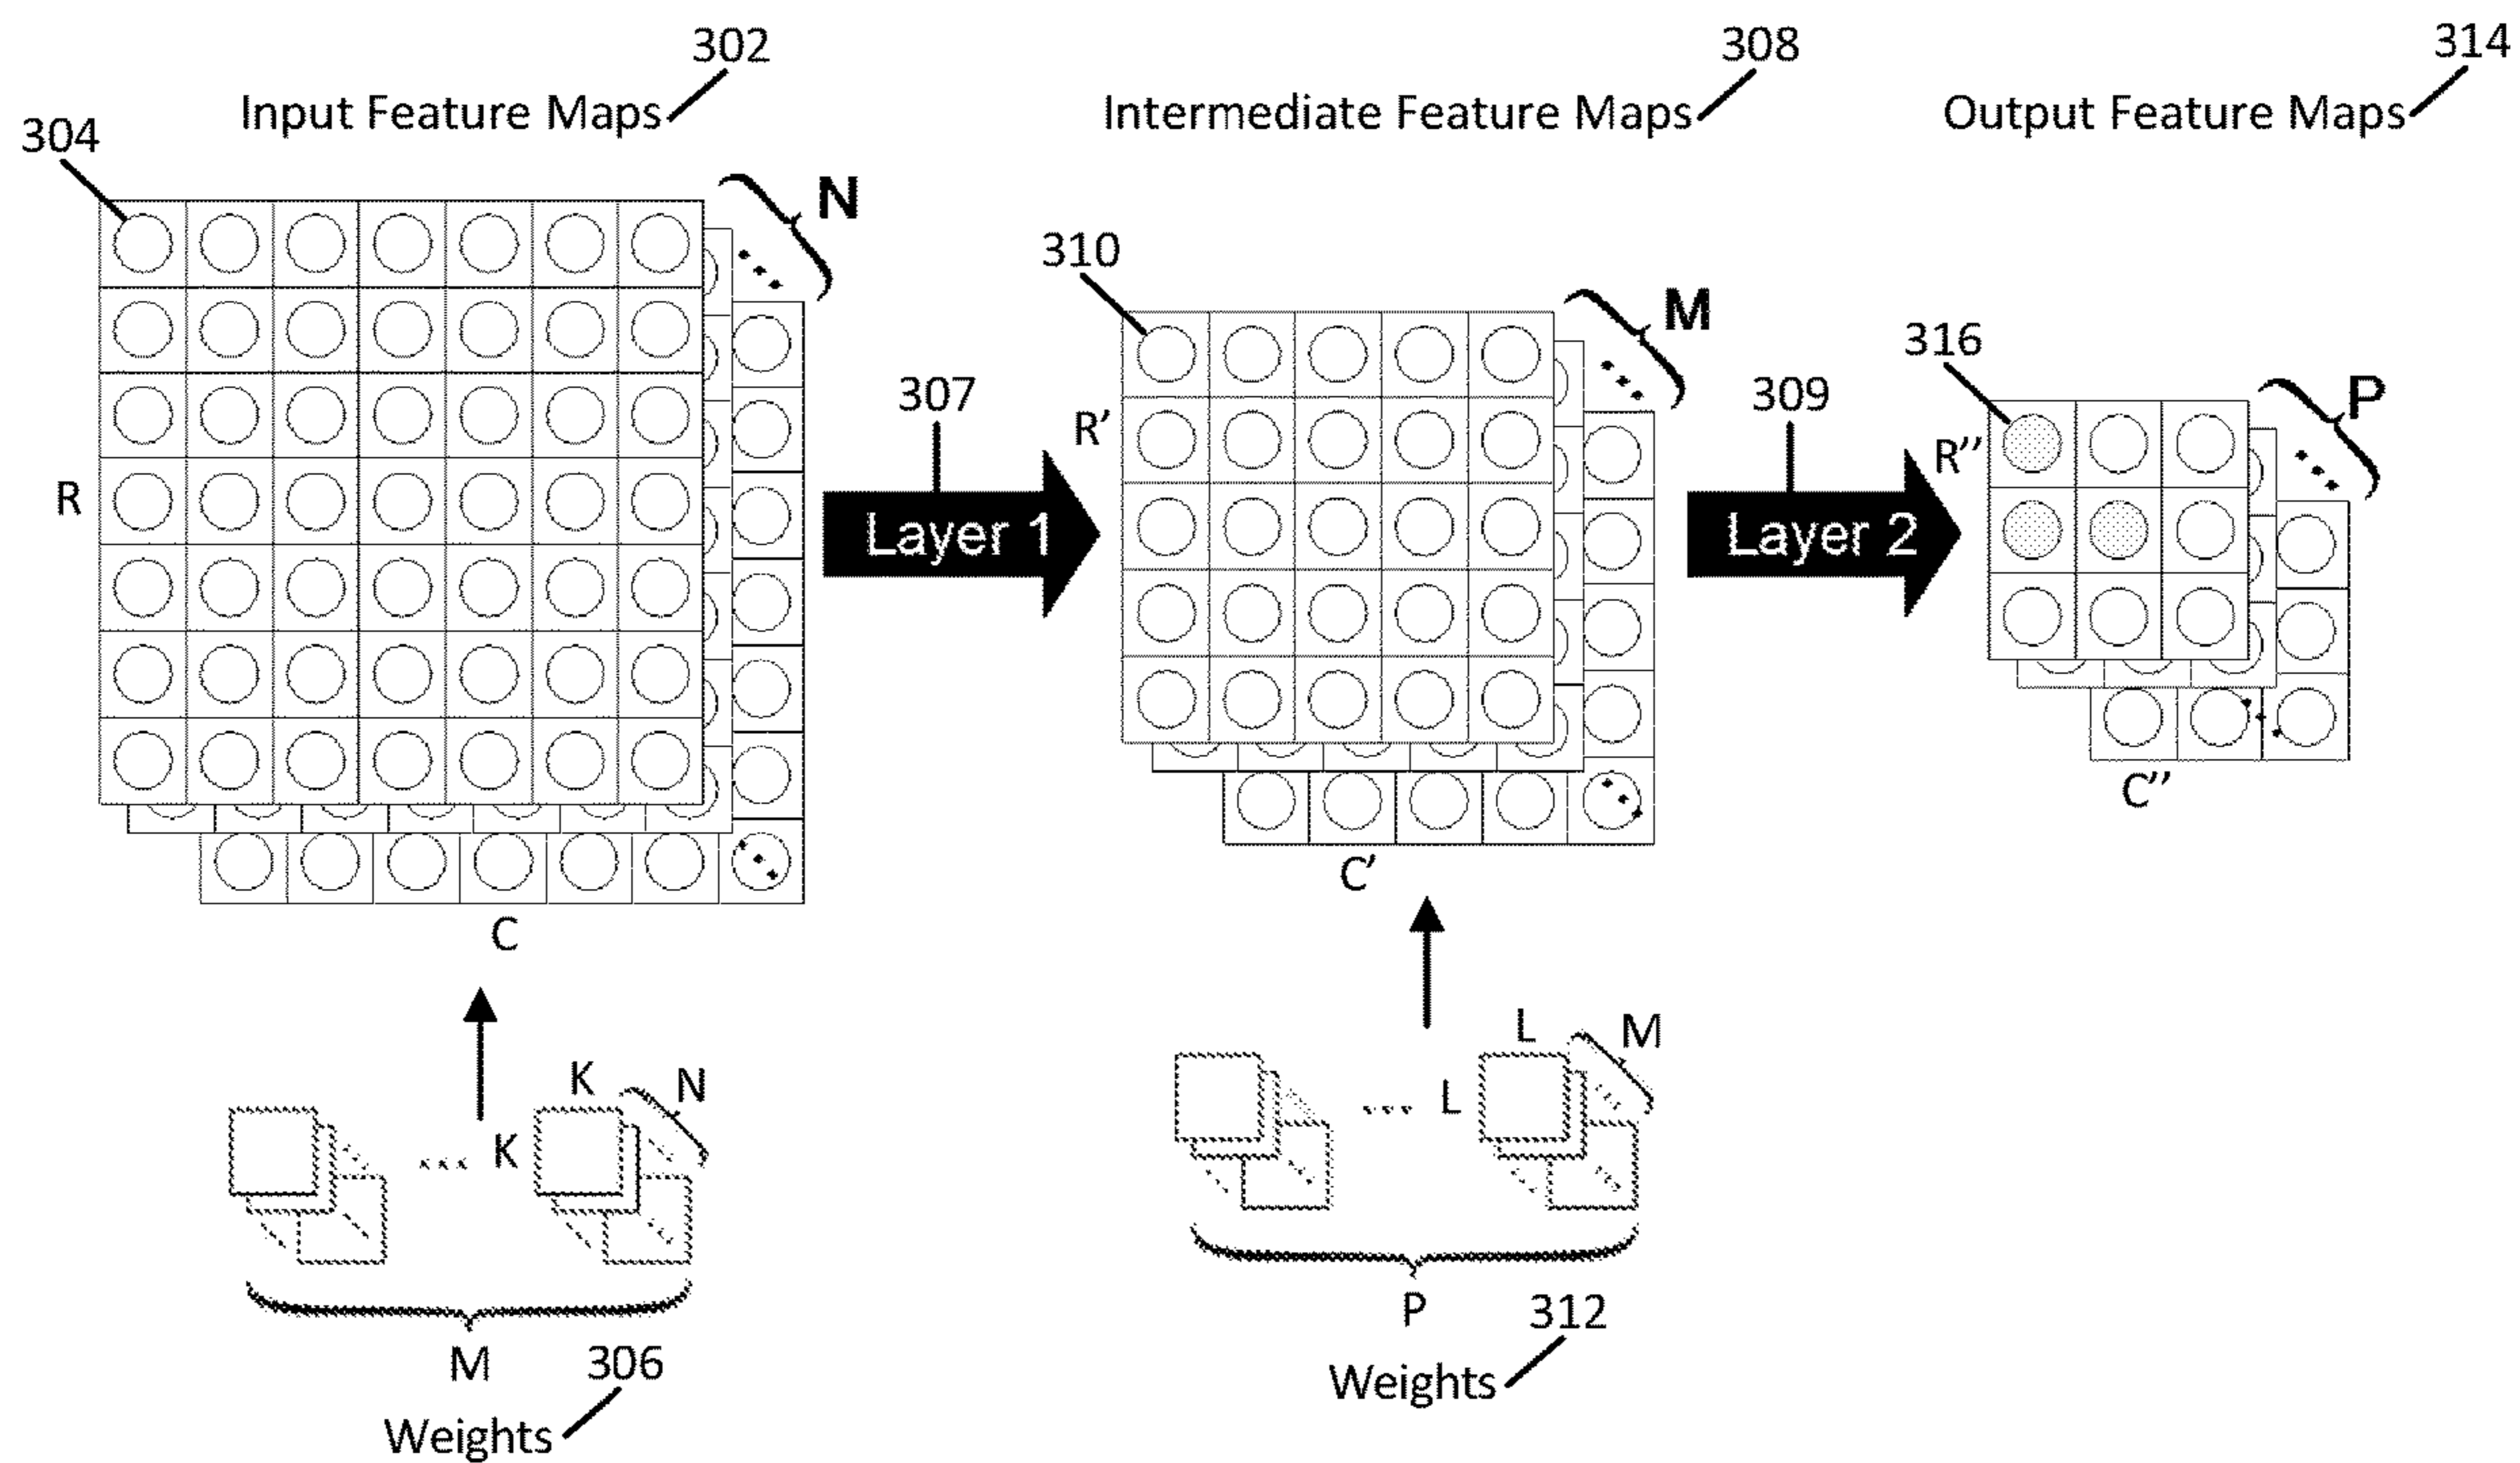 302
308
314
Input Feature Maps
Intermediate Feature Maps
Output Feature Maps
304
N
310
M
316
P
307
309
R
R’
R’’
Layer 1
Layer 2
C
C’
C’’
K
N
K
L
M
L
M
306
Weights
P
312
Weights